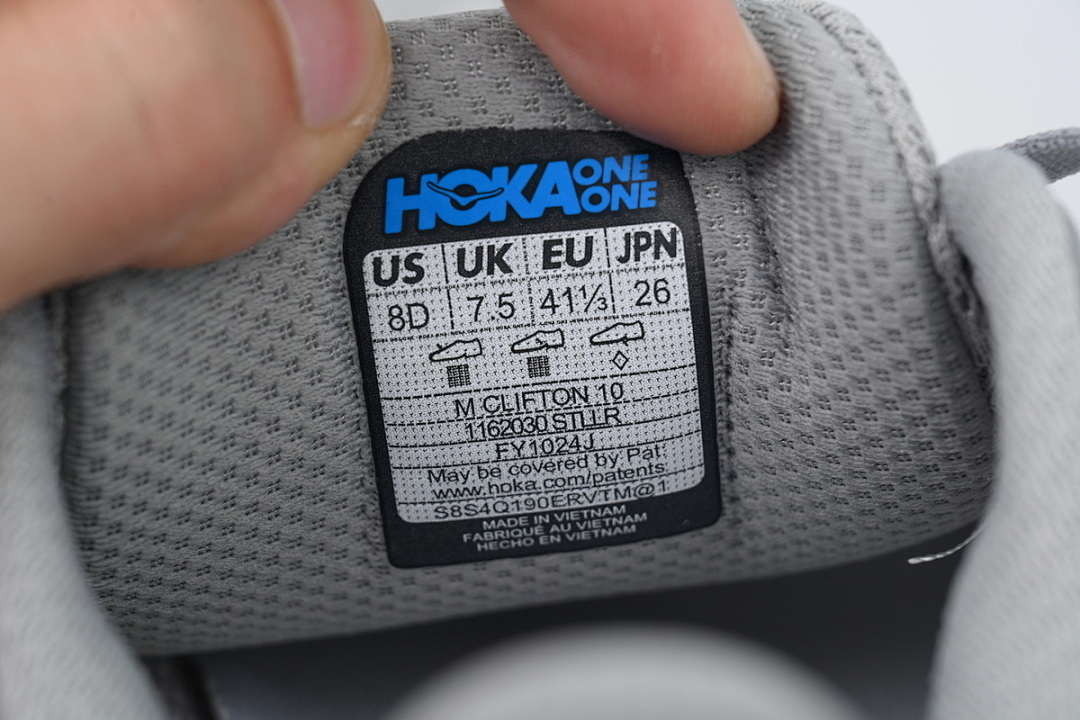 HOKA ONE ONE
US UK EU JPN
8D 7.5 41⅓ 26
M CLIFTON 10
1162030 STLLR
FY1024J
May be covered by Pat:
www.hoka.com/patents
S8S4Q190ERVTM@1
MADE IN VIETNAM
FABRIQUE AU VIETNAM
HECHO EN VIETNAM